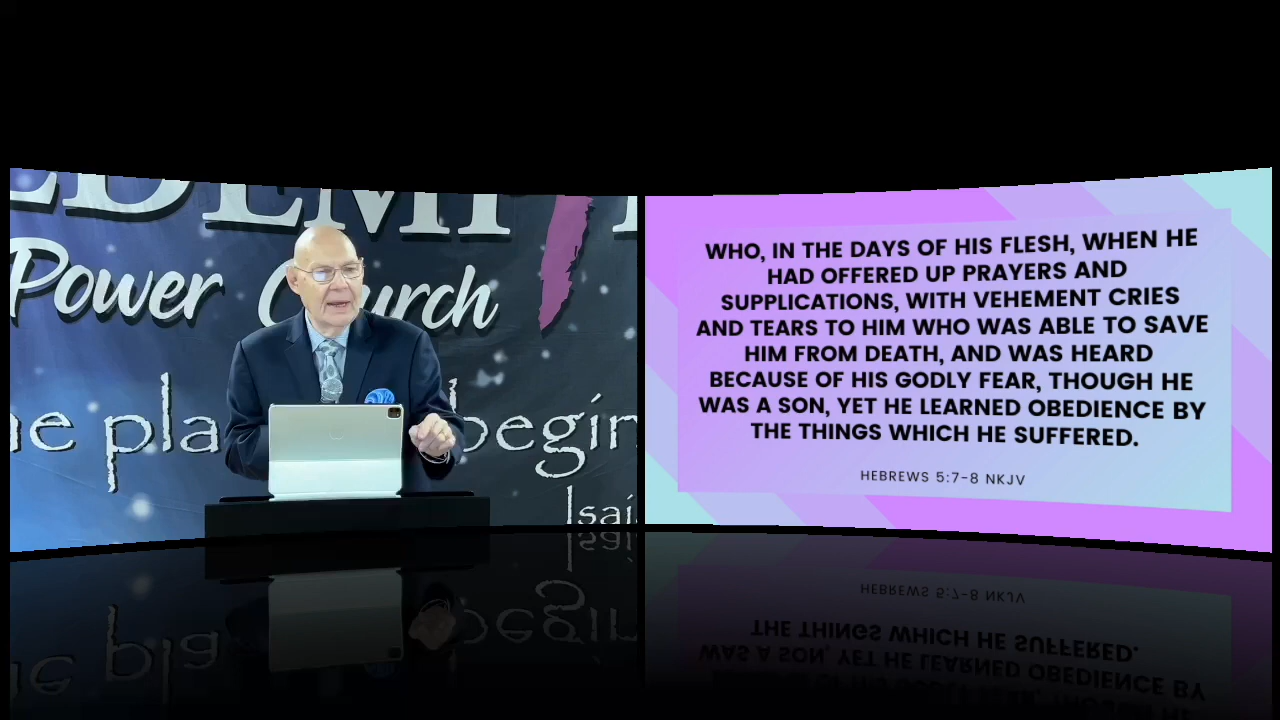 EDEMP
Power Church
begin
Isai
WHO, IN THE DAYS OF HIS FLESH, WHEN HE
HAD OFFERED UP PRAYERS AND
SUPPLICATIONS, WITH VEHEMENT CRIES
AND TEARS TO HIM WHO WAS ABLE TO SAVE
HIM FROM DEATH, AND WAS HEARD
BECAUSE OF HIS GODLY FEAR, THOUGH HE
WAS A SON, YET HE LEARNED OBEDIENCE BY
THE THINGS WHICH HE SUFFERED.
HEBREWS 5:7-8 NKJV